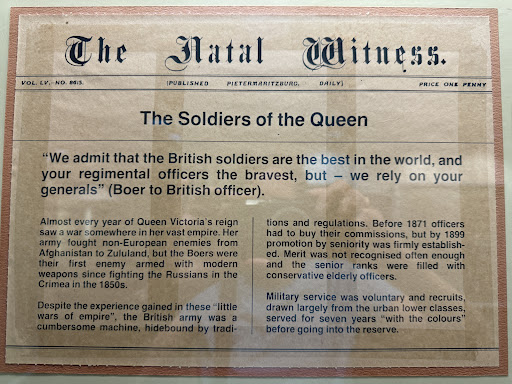 The Natal Witness.
VOL. LV.-NO. 8615.
(PUBLISHED PIETERMARITZBURG, DAILY)
PRICE ONE PENNY
The Soldiers of the Queen
"We admit that the British soldiers are the best in the world, and
your regimental officers the bravest, but – we rely on your
generals" (Boer to British officer).
Almost every year of Queen Victoria's reign
saw a war somewhere in her vast empire. Her
army fought non-European enemies from
Afghanistan to Zululand, but the Boers were
their first enemy armed with modern
weapons since fighting the Russians in the
Crimea in the 1850s.
Despite the experience gained in these "little
wars of empire", the British army was a
cumbersome machine, hidebound by tradi-
tions and regulations. Before 1871 officers
had to buy their commissions, but by 1899
promotion by seniority was firmly establish-
ed. Merit was not recognised often enough
and the senior ranks were filled with
conservative elderly officers.
Military service was voluntary and recruits,
drawn largely from the urban lower classes,
served for seven years "with the colours"
before going into the reserve.